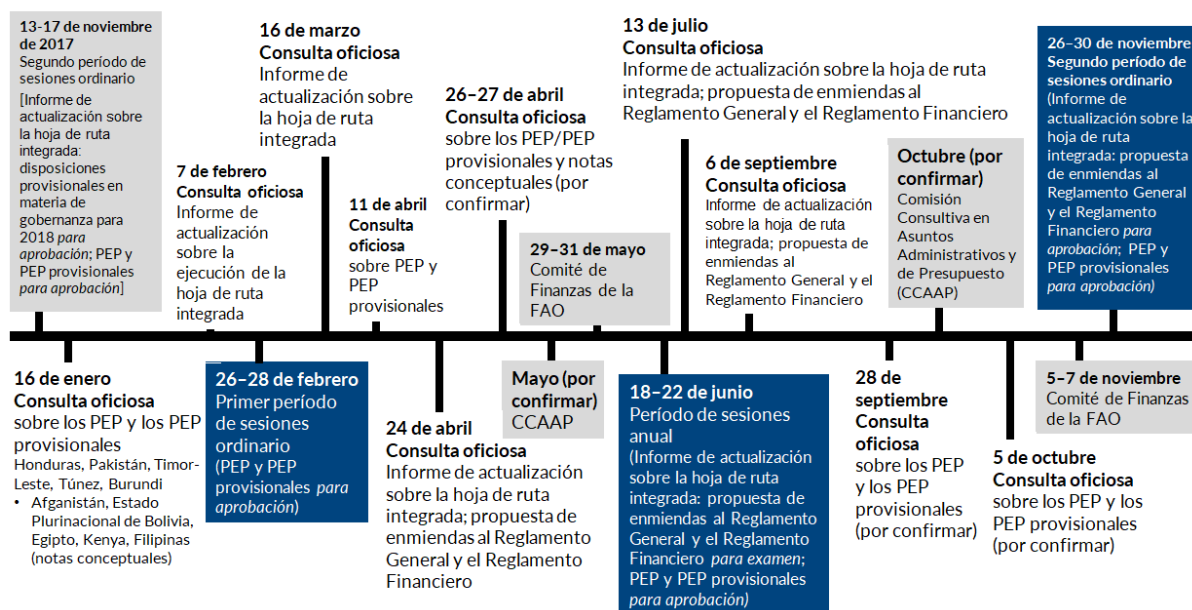 13-17 de noviembre
de 2017
Segundo período de
sesiones ordinario
[Informe de
actualización sobre
la hoja de ruta
integrada:
disposiciones
provisionales en
materia de
gobernanza para
2018 para
aprobación; PEP y
PEP provisionales
para aprobación]
7 de febrero
Consulta oficiosa
Informe de
actualización
sobre la
ejecución de la
hoja de ruta
integrada
16 de marzo
Consulta oficiosa
Informe de
actualización sobre
la hoja de ruta
integrada
11 de abril
Consulta
oficiosa
sobre PEP y
PEP
provisionales
26–27 de abril
Consulta oficiosa
sobre los PEP/PEP
provisionales y notas
conceptuales (por
confirmar)
29–31 de mayo
Comité de
Finanzas de la
FAO
13 de julio
Consulta oficiosa
Informe de actualización sobre la hoja de ruta
integrada; propuesta de enmiendas al
Reglamento General y el Reglamento Financiero
6 de septiembre
Consulta oficiosa
Informe de actualización
sobre la hoja de ruta
integrada; propuesta de
enmiendas al
Reglamento General y el
Reglamento Financiero
Octubre (por
confirmar)
Comisión
Consultiva en
Asuntos
Administrativos y
de Presupuesto
(CCAAP)
26–30 de noviembre
Segundo período de
sesiones ordinario
(Informe de
actualización sobre la
hoja de ruta
integrada: propuesta
de enmiendas al
Reglamento General
y el Reglamento
Financiero para
aprobación; PEP y
PEP provisionales
para aprobación)
16 de enero
Consulta oficiosa
sobre los PEP y los PEP
provisionales
Honduras, Pakistán, Timor-
Leste, Túnez, Burundi
• Afganistán, Estado
Plurinacional de Bolivia,
Egipto, Kenya, Filipinas
(notas conceptuales)
26–28 de febrero
Primer período
de sesiones
ordinario
(PEP y PEP
provisionales para
aprobación)
24 de abril
Consulta oficiosa
Informe de actualización
sobre la hoja de ruta
integrada; propuesta de
enmiendas al Reglamento
General y el Reglamento
Financiero
Mayo (por
confirmar)
CCAAP
18–22 de junio
Período de sesiones
anual
(Informe de actualización
sobre la hoja de ruta
integrada: propuesta de
enmiendas al Reglamento
General y el Reglamento
Financiero para examen;
PEP y PEP provisionales
para aprobación)
28 de
septiembre
Consulta
oficiosa
sobre los PEP
y los PEP
provisionales
(por confirmar)
5 de octubre
Consulta oficiosa
sobre los PEP y los
PEP provisionales
(por confirmar)
5–7 de noviembre
Comité de Finanzas
de la FAO